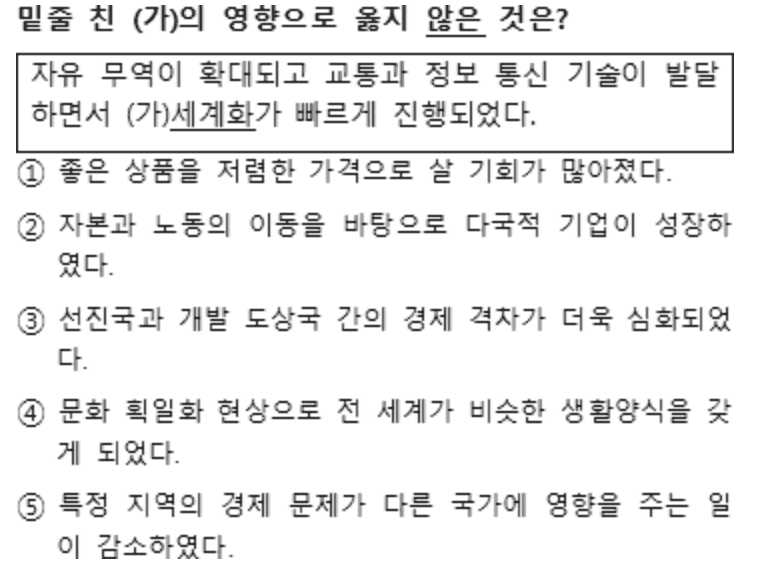 밑줄 친 (가)의 영향으로 옳지 않은 것은?
자유 무역이 확대되고 교통과 정보 통신 기술이 발달
하면서 (가)세계화가 빠르게 진행되었다.
① 좋은 상품을 저렴한 가격으로 살 기회가 많아졌다.
② 자본과 노동의 이동을 바탕으로 다국적 기업이 성장하
였다.
③ 선진국과 개발 도상국 간의 경제 격차가 더욱 심화되었
다.
④ 문화 획일화 현상으로 전 세계가 비슷한 생활양식을 갖
게 되었다.
⑤ 특정 지역의 경제 문제가 다른 국가에 영향을 주는 일
이 감소하였다.